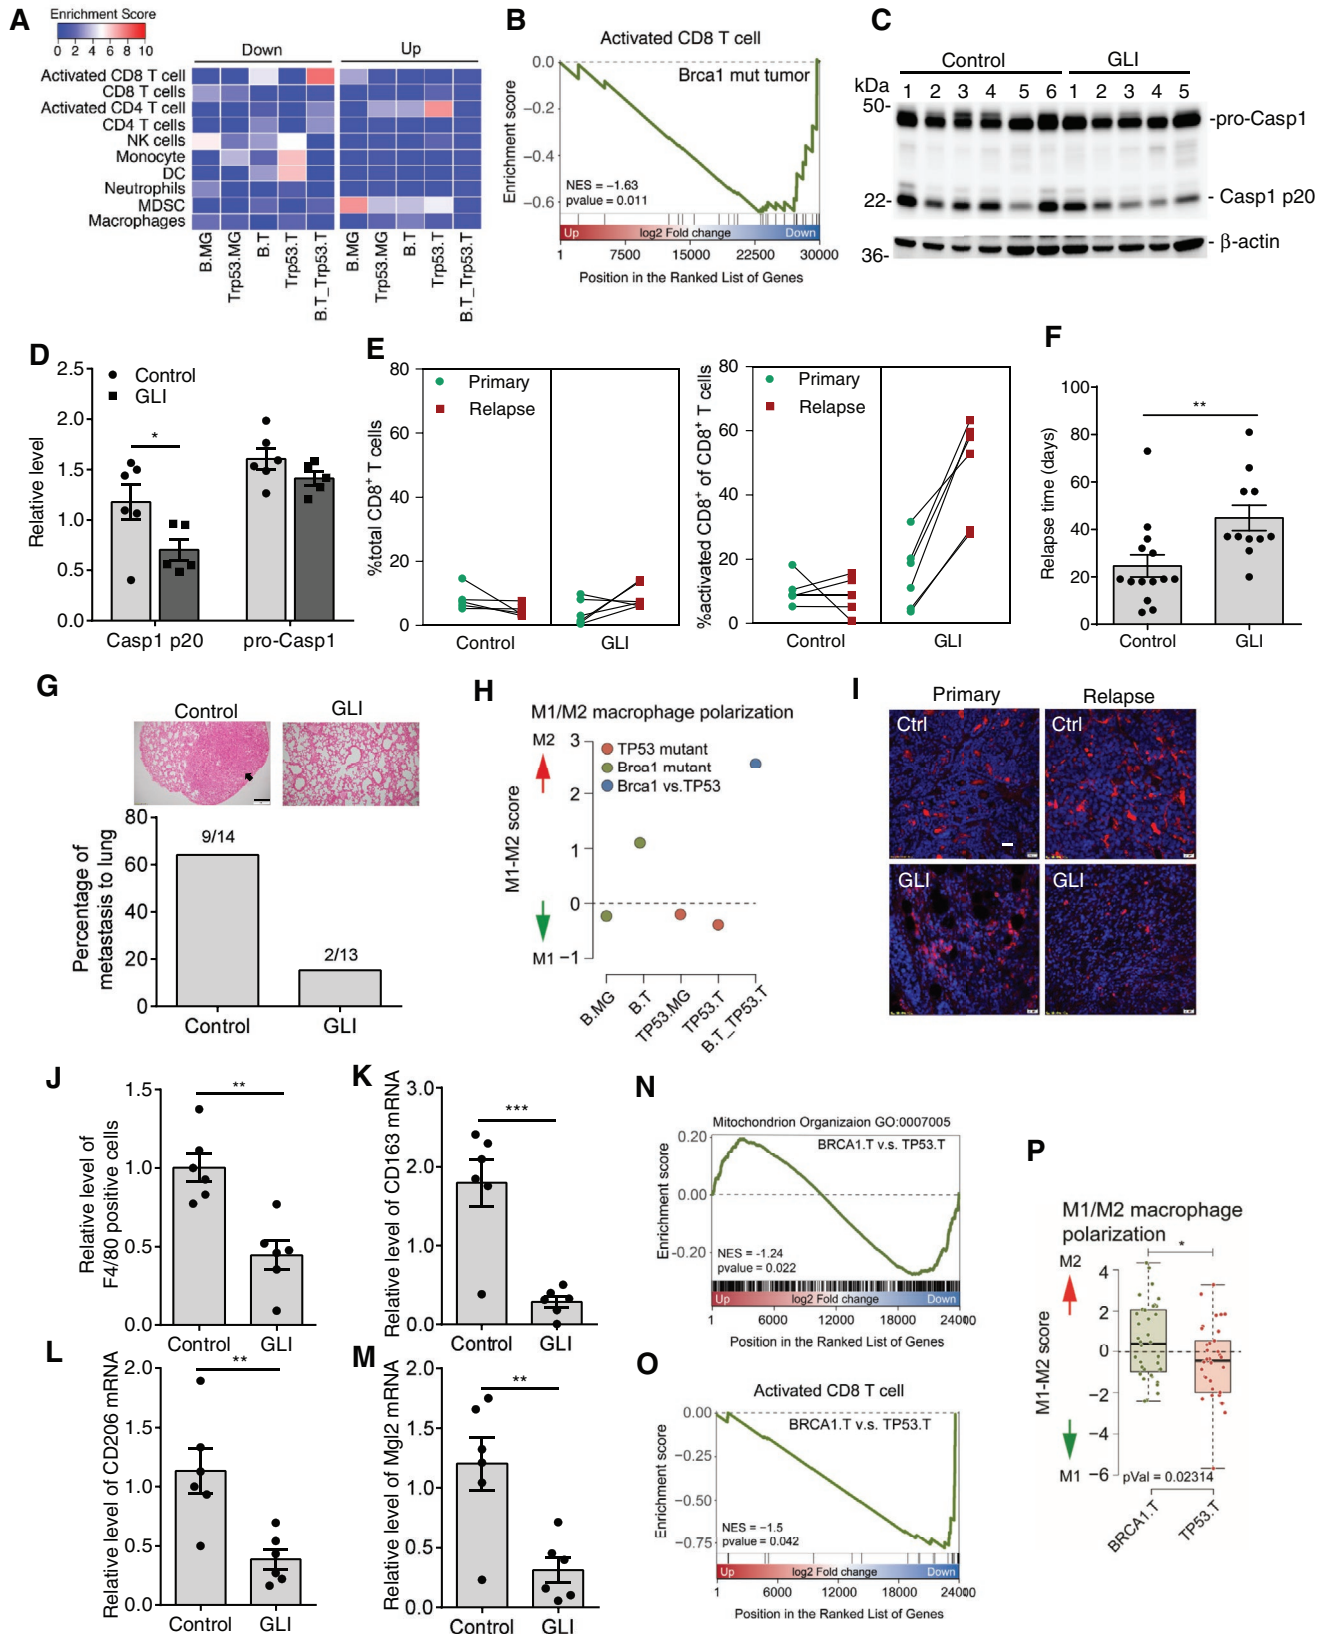 A
Enrichment Score
0 2 4 6 8 10
Down
Up
Activated CD8 T cell
CD8 T cells
Activated CD4 T cell
CD4 T cells
NK cells
Monocyte
DC
Neutrophils
MDSC
Macrophages
B.MG
Trp53.MG
B.T
Trp53.T
B.T_Trp53.T
B.MG
Trp53.MG
B.T
Trp53.T
B.T_Trp53.T
B
Activated CD8 T cell
Brca1 mut tumor
Enrichment score
0.0
−0.2
−0.4
−0.6
NES = −1.63
pvalue = 0.011
Up
log2 Fold change
Down
1 7500 15000 22500 30000
Position in the Ranked List of Genes
C
Control
GLI
kDa
1 2 3 4 5 6 1 2 3 4 5
50-
-pro-Casp1
22-
- Casp1 p20
- β-actin
36-
D
Control
GLI
Relative level
2.5
2.0
1.5
1.0
0.5
0.0
*
Casp1 p20
pro-Casp1
E
%total CD8+ T cells
80
60
40
20
0
Primary
Relapse
Control
GLI
%activated CD8+ of CD8+ T cells
80
60
40
20
0
Primary
Relapse
Control
GLI
F
Relapse time (days)
100
80
60
40
20
0
**
Control
GLI
G
Control
GLI
Percentage of
metastasis to lung
80
60
40
20
0
9/14
2/13
Control
GLI
H
M1/M2 macrophage polarization
M2
M1
M1-M2 score
3
2
1
0
−1
TP53 mutant
Brca1 mutant
Brca1 vs.TP53
B.MG
B.T
TP53.MG
TP53.T
B.T_TP53.T
I
Primary
Relapse
Ctrl
Ctrl
GLI
GLI
J
Relative level of
F4/80 positive cells
1.5
1.0
0.5
0.0
**
Control
GLI
K
Relative level of CD163 mRNA
3.0
2.0
1.0
0.0
***
Control
GLI
L
Relative level of CD206 mRNA
2.0
1.5
1.0
0.5
0.0
**
Control
GLI
M
Relative level of Mgl2 mRNA
2.0
1.5
1.0
0.5
0.0
**
Control
GLI
N
Mitochondrion Organizaion GO:0007005
BRCA1.T v.s. TP53.T
Enrichment score
0.20
0.00
−0.20
NES = -1.24
pvalue = 0.022
Up
log2 Fold change
Down
1 6000 12000 18000 24000
Position in the Ranked List of Genes
O
Activated CD8 T cell
BRCA1.T v.s. TP53.T
Enrichment score
0.00
−0.25
−0.50
−0.75
NES = −1.5
pvalue = 0.042
Up
log2 Fold change
Down
1 6000 12000 18000 24000
Position in the Ranked List of Genes
P
M1/M2 macrophage
polarization
M2
M1
M1-M2 score
4
2
0
−2
−4
−6
*
pVal = 0.02314
BRCA1.T
TP53.T